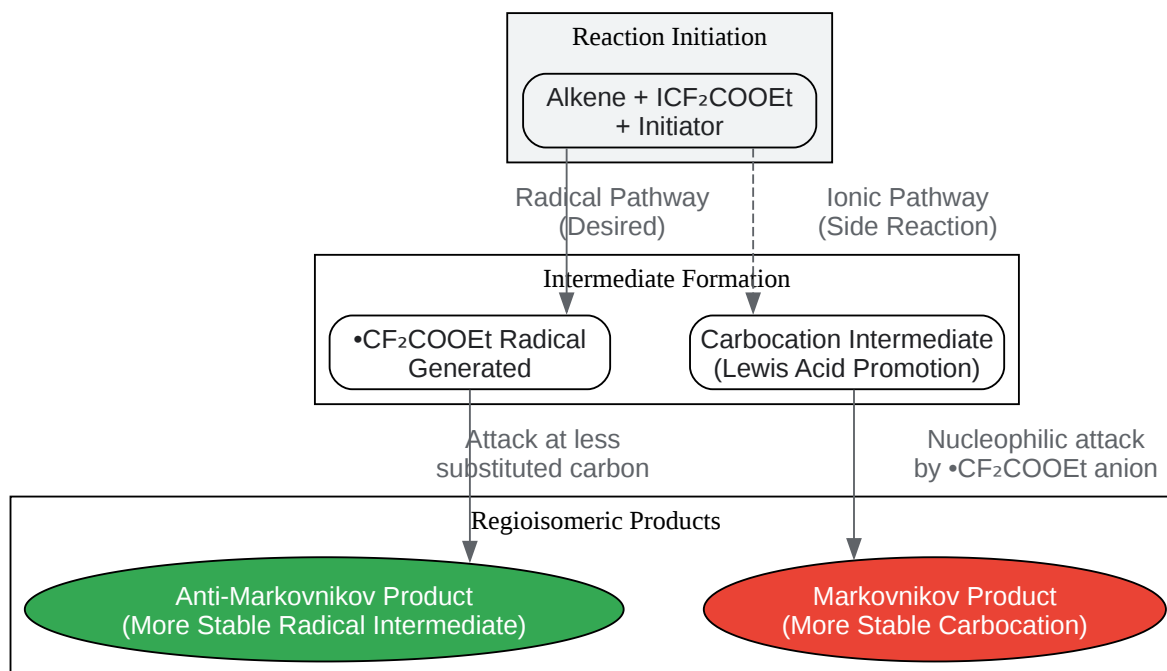 Reaction Initiation
Alkene + ICF₂COOEt
+ Initiator
Radical Pathway
(Desired)
Ionic Pathway
(Side Reaction)
Intermediate Formation
•CF₂COOEt Radical
Generated
Carbocation Intermediate
(Lewis Acid Promotion)
Attack at less
substituted carbon
Nucleophilic attack
by •CF₂COOEt anion
Regioisomeric Products
Anti-Markovnikov Product
(More Stable Radical Intermediate)
Markovnikov Product
(More Stable Carbocation)